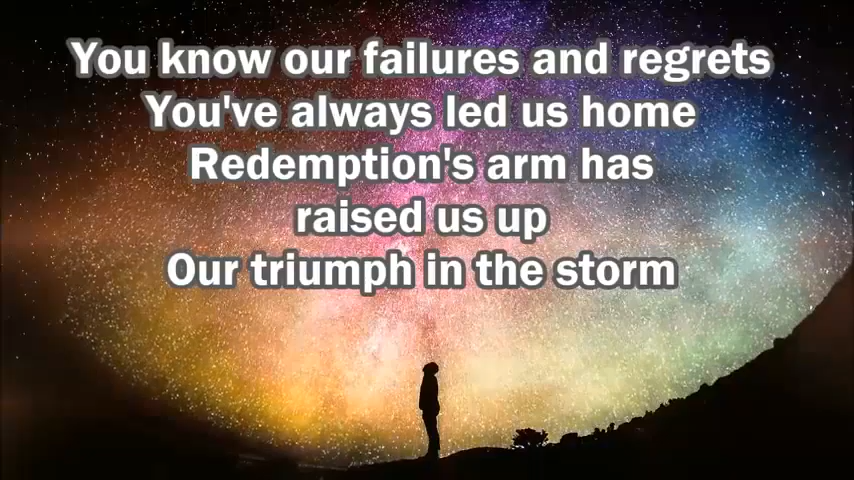 You know our failures and regrets
You've always led us home
Redemption's arm has
raised us up
Our triumph in the storm